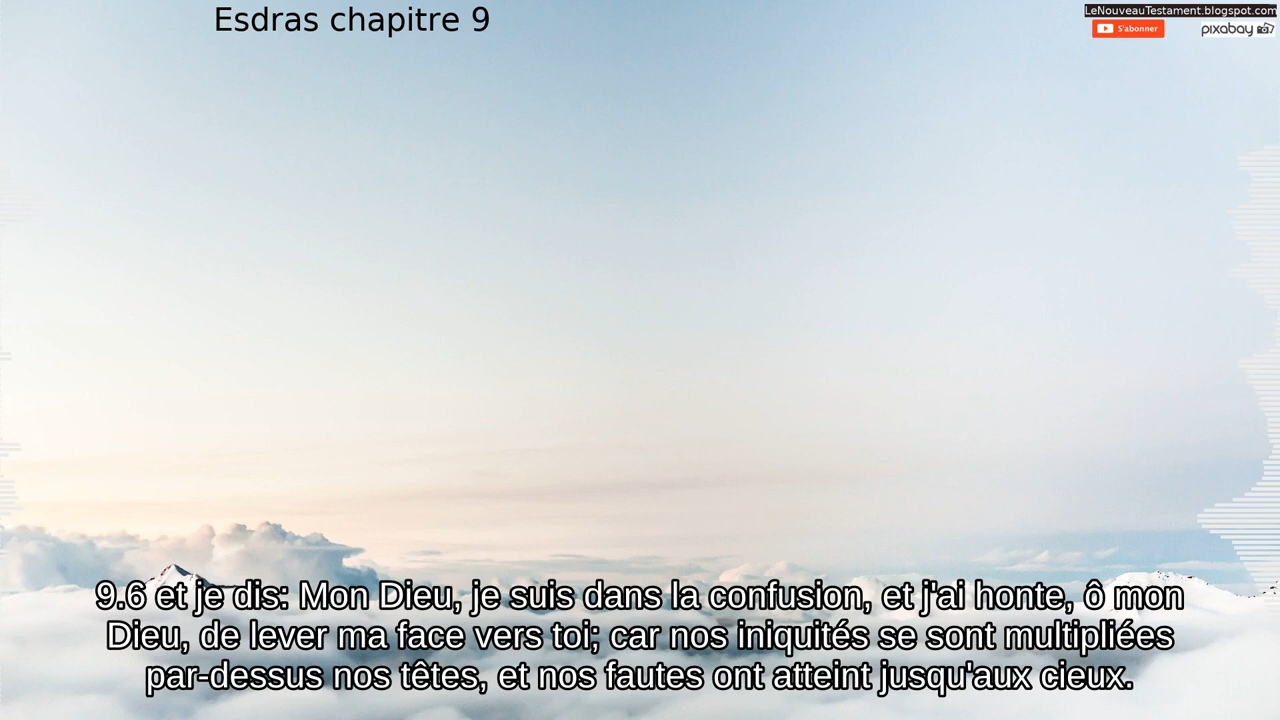 Esdras chapitre 9
LeNouveauTestament.blogspot.com
S'abonner
pixabay
9.6 et je dis: Mon Dieu, je suis dans la confusion, et j'ai honte, ô mon
Dieu, de lever ma face vers toi; car nos iniquités se sont multipliées
par-dessus nos têtes, et nos fautes ont atteint jusqu'aux cieux.